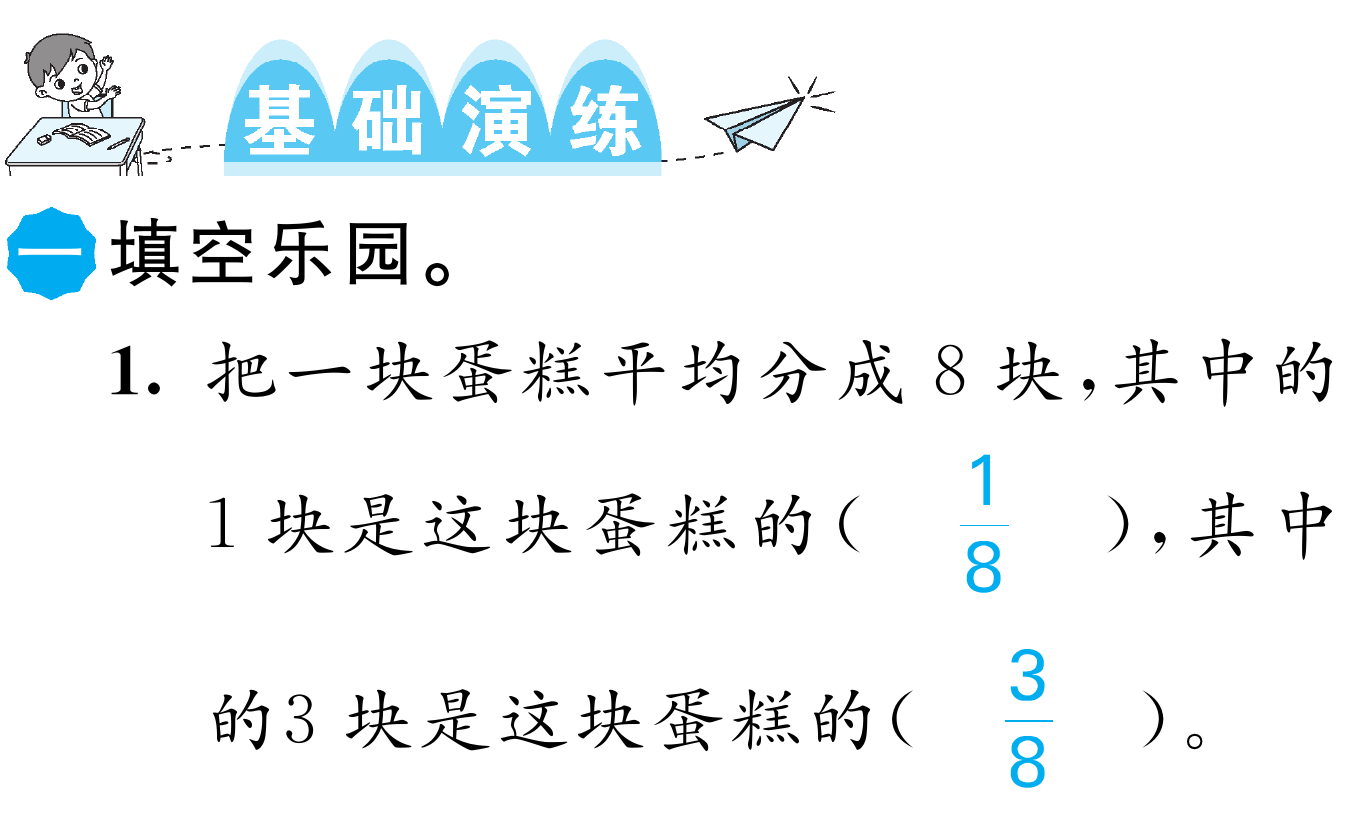 基础演练
一 填空乐园。
1. 把一块蛋糕平均分成 8 块,其中的
1 块是这块蛋糕的( 1/8 ),其中
的3 块是这块蛋糕的( 3/8 )。